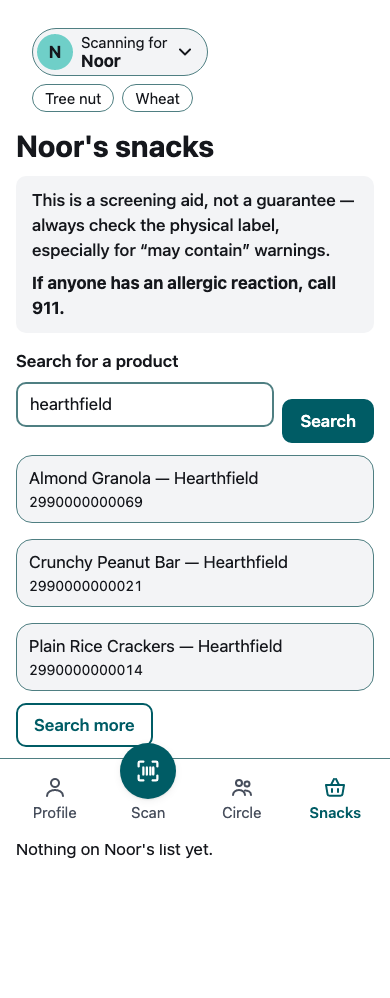 N
Scanning for
Noor
Tree nut
Wheat
Noor's snacks
This is a screening aid, not a guarantee —
always check the physical label,
especially for “may contain” warnings.
If anyone has an allergic reaction, call
911.
Search for a product
hearthfield
Search
Almond Granola — Hearthfield
2990000000069
Crunchy Peanut Bar — Hearthfield
2990000000021
Plain Rice Crackers — Hearthfield
2990000000014
Search more
Profile
Scan
Circle
Snacks
Nothing on Noor's list yet.